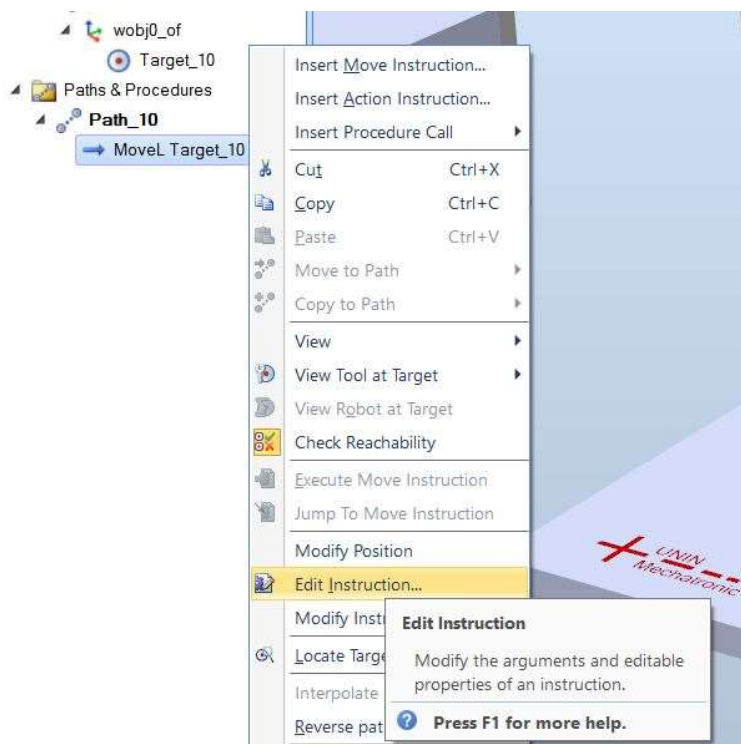 wobj0_of
Target_10
Paths & Procedures
Path_10
MoveL Target_10
Insert Move Instruction...
Insert Action Instruction...
Insert Procedure Call
Cut Ctrl+X
Copy Ctrl+C
Paste Ctrl+V
Move to Path
Copy to Path
View
View Tool at Target
View Robot at Target
Check Reachability
Execute Move Instruction
Jump To Move Instruction
Modify Position
Edit Instruction...
Modify
Edit Instruction
Locate
Modify the arguments and editable
properties of an instruction.
Interpolate
Reverse
Press F1 for more help.
UNIN
Mechatronic